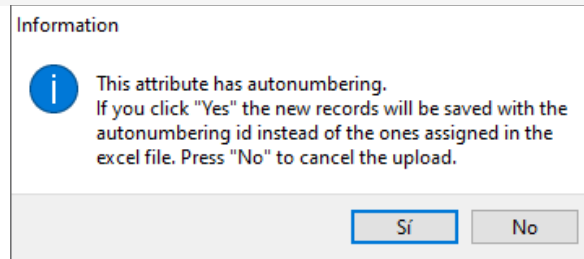 Information
This attribute has autonumbering.
If you click "Yes" the new records will be saved with the
autonumbering id instead of the ones assigned in the
excel file. Press "No" to cancel the upload.
Sí
No